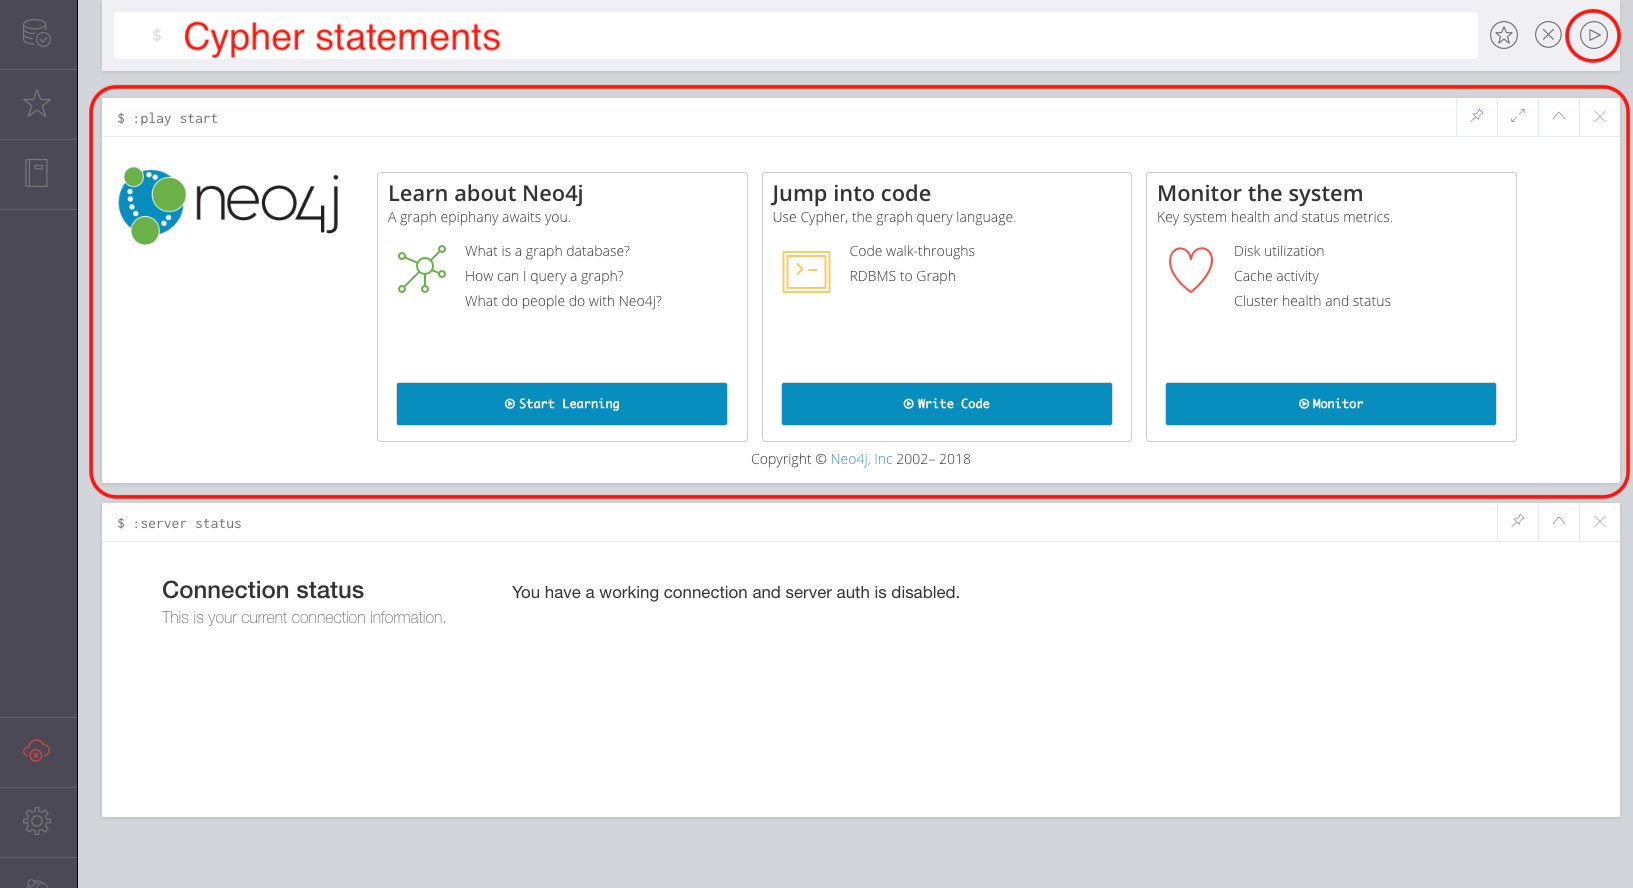 $ Cypher statements
$ :play start
neo4j
Learn about Neo4j
A graph epiphany awaits you.
What is a graph database?
How can I query a graph?
What do people do with Neo4j?
Start Learning
Jump into code
Use Cypher, the graph query language.
Code walk-throughs
RDBMS to Graph
Write Code
Monitor the system
Key system health and status metrics.
Disk utilization
Cache activity
Cluster health and status
Monitor
Copyright © Neo4j, Inc 2002– 2018
$ :server status
Connection status
This is your current connection information.
You have a working connection and server auth is disabled.